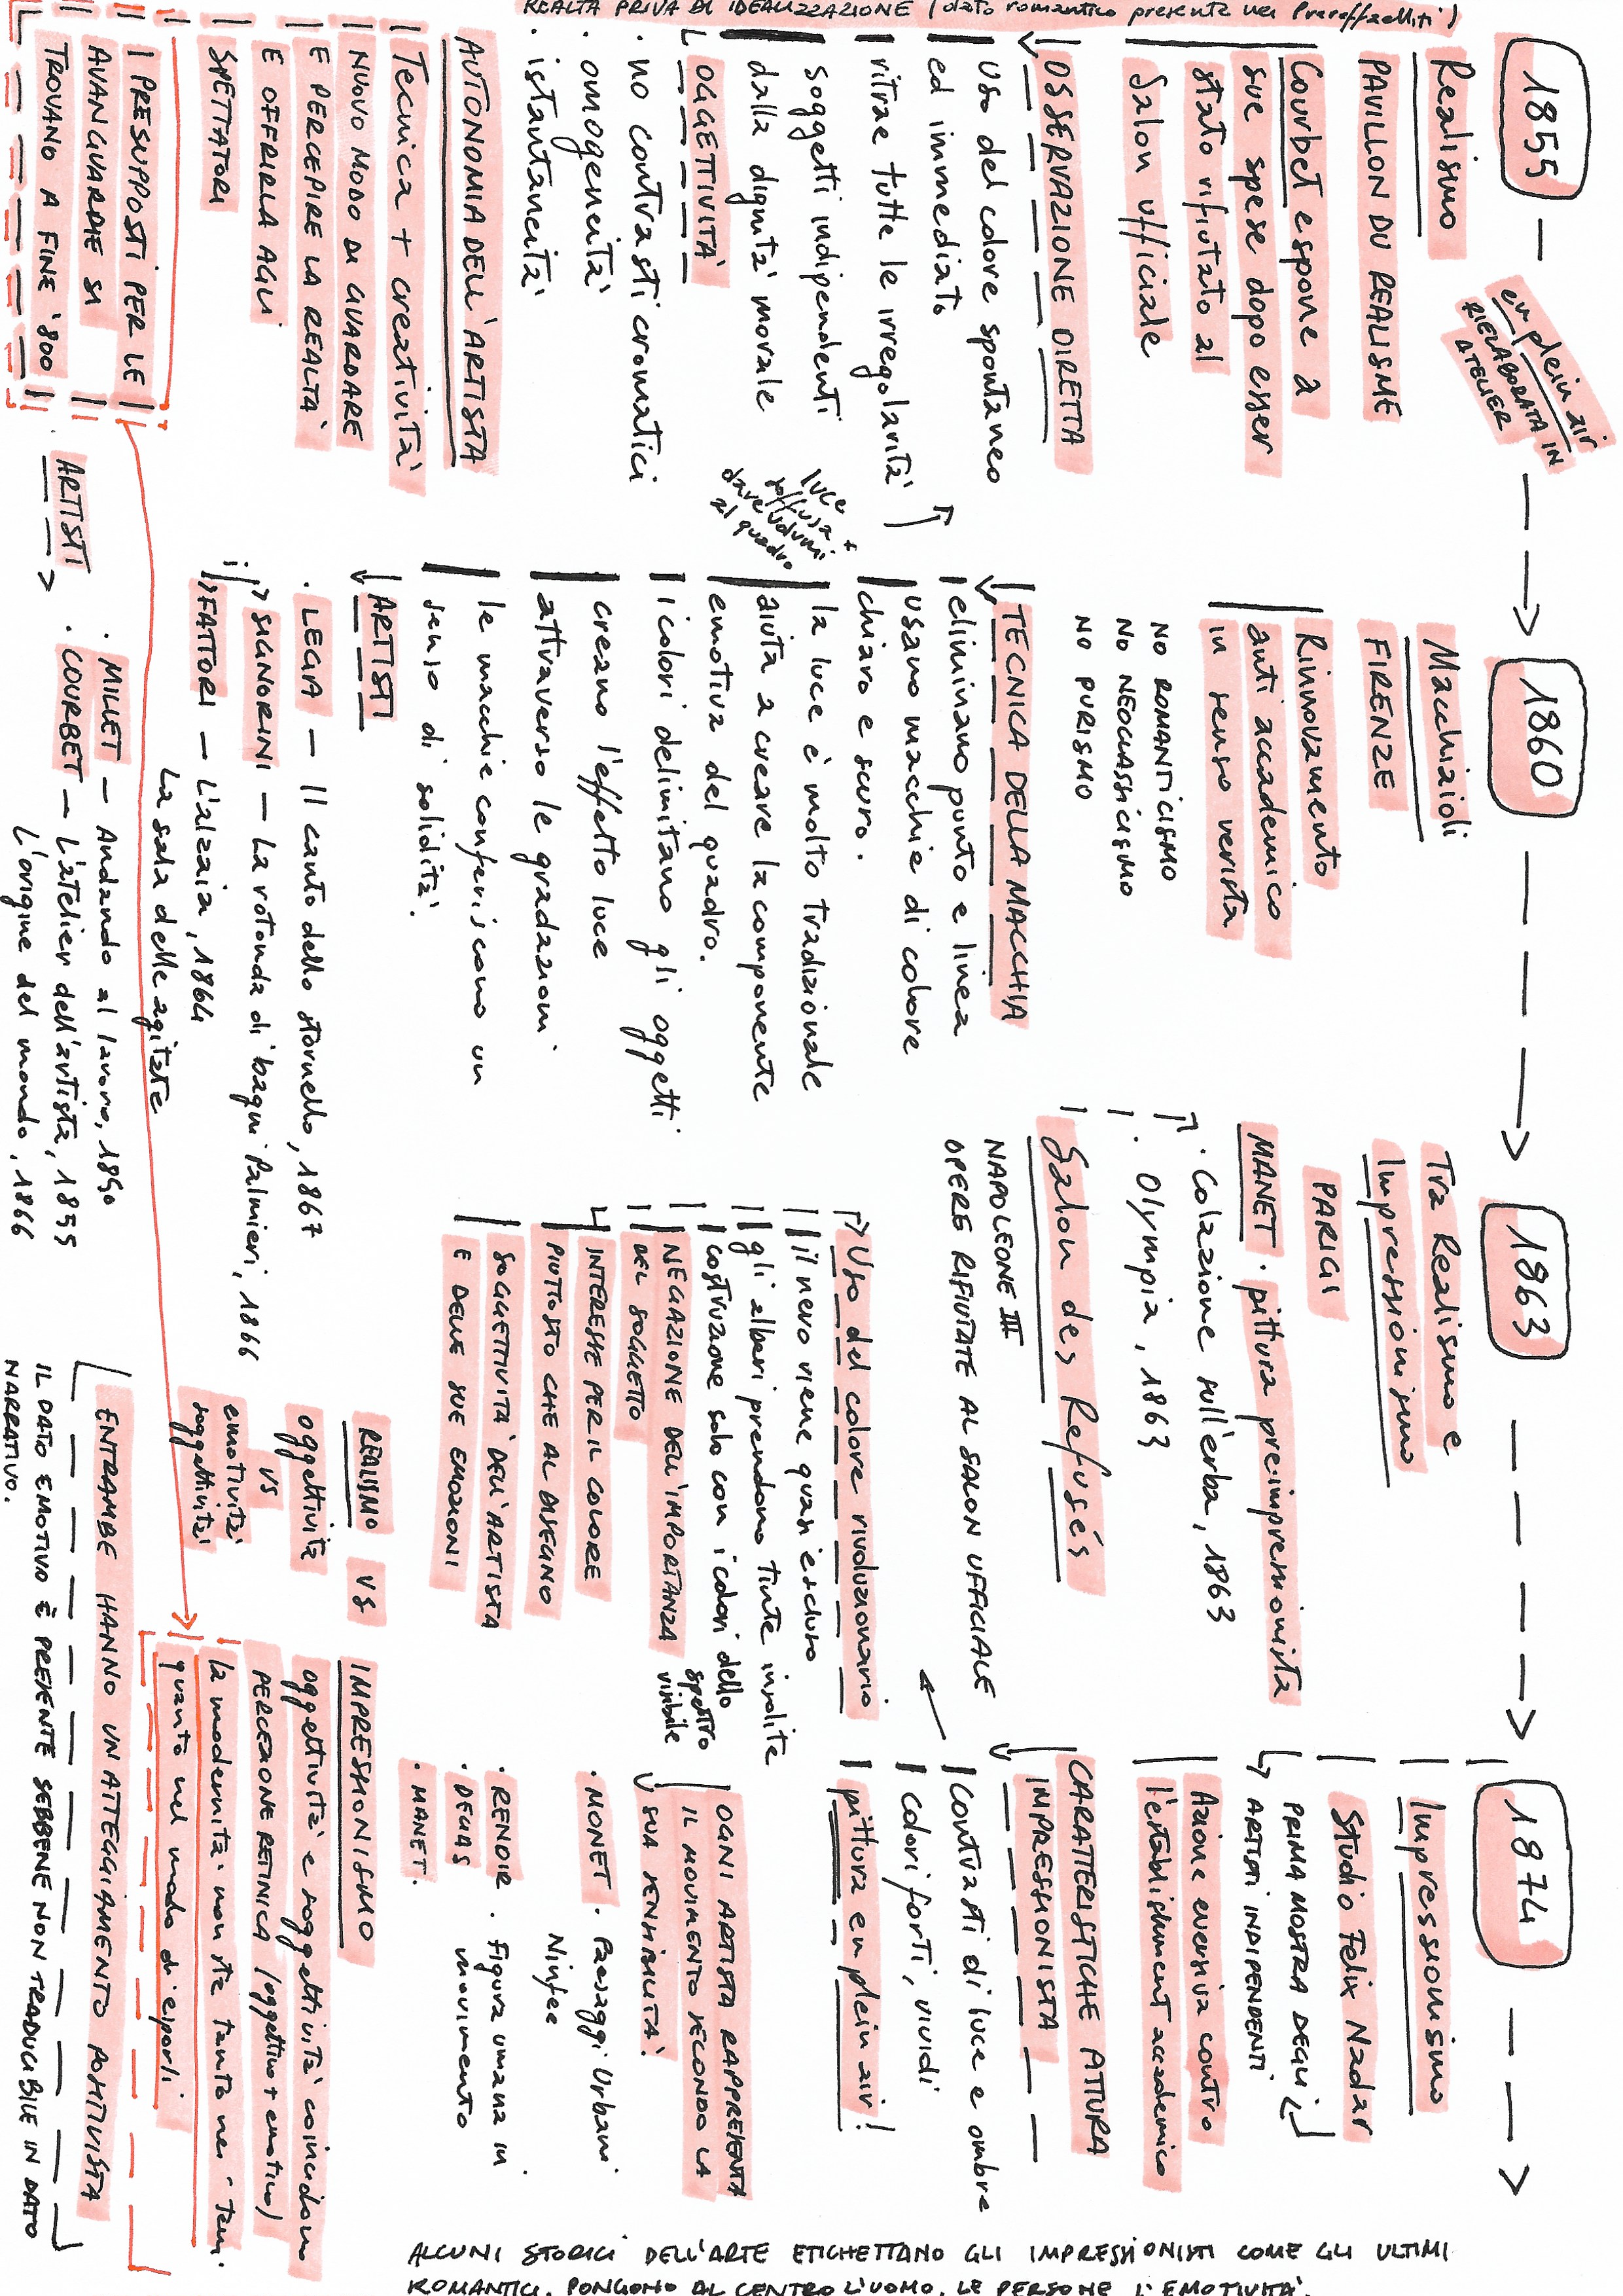 1855
en plein air
RIELABORATA IN
ATELIER
Realismo
PAVILLON DU REALISME
Courbet espone a
sue spese dopo esser
stato rifiutato al
Salon ufficiale
OSSERVAZIONE DIRETTA
uso del colore spontaneo
ed immediato
ritrae tutte le irregolarità
soggetti indipendenti
dalla dignità morale
luce
soffusa +
dare volumi
al quadro
OGGETTIVITÀ
· no contrasti cromatici
· omogeneità
· istantaneità
AUTONOMIA DELL'ARTISTA
Tecnica + creatività
NUOVO MODO DI GUARDARE
E PERCEPIRE LA REALTÀ
E OFFRIRLA AGLI
SPETTATORI
I PRESUPPOSTI PER LE
AVANGUARDIE SI
TROVANO A FINE '800
REALTÀ PRIVA DI IDEALIZZAZIONE (dato romantico presente nei Preraffaelliti)
ARTISTI
· MILLET — Andando al lavoro, 1850
· COURBET — L'atelier dell'artista, 1855
L'origine del mondo, 1866
1860
Macchiaioli
FIRENZE
Rinnovamento
anti accademico
in senso verista
NO ROMANTICISMO
NO NEOCLASSICISMO
NO PURISMO
TECNICA DELLA MACCHIA
eliminano punto e linea
usano macchie di colore
chiaro e scuro.
la luce è molto tradizionale
aiuta a creare la componente
emotiva del quadro.
i colori delimitano gli oggetti
creano l'effetto luce
attraverso le gradazioni
le macchie conferiscono un
senso di solidità.
ARTISTI
· LEGA — Il canto dello stornello, 1867
SIGNORINI — La rotonda di bagni Palmieri, 1866
FATTORI — L'alzaia, 1864
La sala delle agitate
1863
Tra Realismo e
Impressionismo
PARIGI
MANET · pittura pre-impressionista
· Colazione sull'erba, 1863
· Olympia, 1863
Salon des Refusés
NAPOLEONE III
OPERE RIFIUTATE AL SALON UFFICIALE
Uso del colore rivoluzionario
il nero viene quasi escluso
gli alberi prendono tinte insolite
costruzione solo con i colori dello
spettro
visibile
NEGAZIONE DELL'IMPORTANZA
DEL SOGGETTO
INTERESSE PER IL COLORE
PIUTTOSTO CHE AL DISEGNO
SOGGETTIVITÀ DELL'ARTISTA
E DELLE SUE EMOZIONI
1874
Impressionismo
Studio Felix Nadar
PRIMA MOSTRA DEGLI
ARTISTI INDIPENDENTI
Azione eversiva contro
l'establishment accademico
CARATTERISTICHE PITTURA
IMPRESSIONISTA
Contrasti di luce e ombre
Colori forti, vividi
pittura en plein air!
OGNI ARTISTA RAPPRESENTA
IL MOVIMENTO SECONDO LA
SUA SENSIBILITÀ.
· MONET · Paesaggi Urbani
Ninfee
· RENOIR · Figura umana in
· DEGAS movimento
· MANET.
REALISMO VS IMPRESSIONISMO
oggettività
vs
emotività
soggettività
oggettività e soggettività coincidono
PERCEZIONE RETINICA (oggettivo + emotivo)
la modernità non sta tanto nei temi
quanto nel modo di esporli
ENTRAMBE HANNO UN ATTEGGIAMENTO POSITIVISTA
IL DATO EMOTIVO È PRESENTE SEBBENE NON TRADUCIBILE IN DATO
NARRATIVO.
ALCUNI STORICI DELL'ARTE ETICHETTANO GLI IMPRESSIONISTI COME GLI ULTIMI
ROMANTICI. PONGONO AL CENTRO L'UOMO, LE PERSONE, L'EMOTIVITÀ.